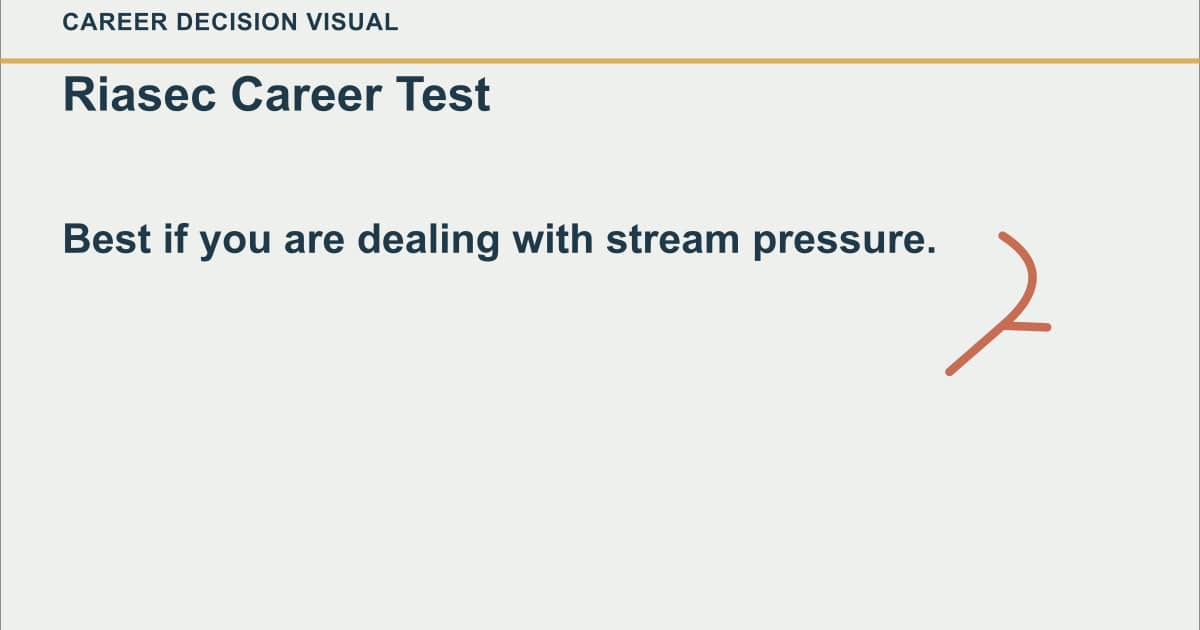 CAREER DECISION VISUAL
Riasec Career Test
Best if you are dealing with stream pressure.